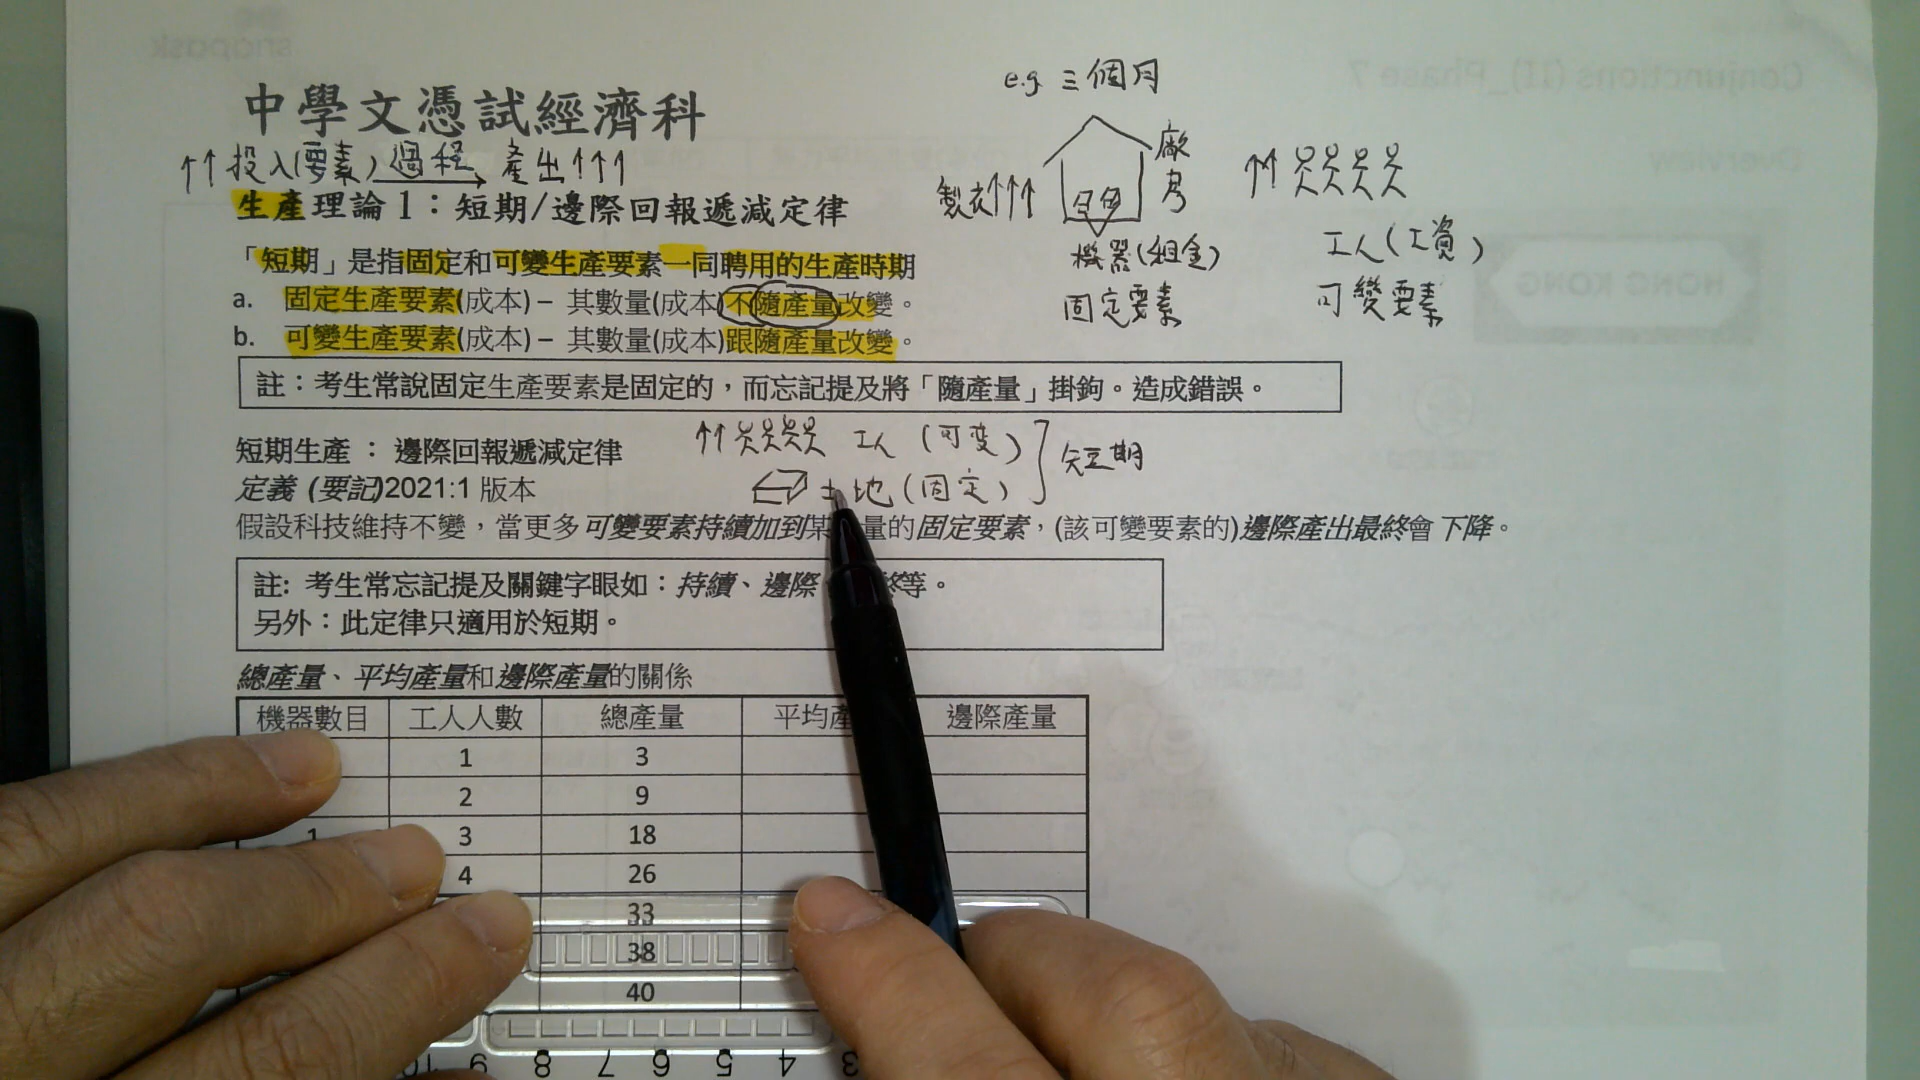 e.g. 三個月
中學文憑試經濟科
↑↑投入(要素) 過程→ 產出↑↑↑
製衣↑↑↑ 廠房 ↑↑
生產理論 1：短期/邊際回報遞減定律
機器(租金) 工人(工資)
固定要素 可變要素
「短期」是指固定和可變生產要素一同聘用的生產時期
a. 固定生產要素(成本) – 其數量(成本)不隨產量改變。
b. 可變生產要素(成本) – 其數量(成本)跟隨產量改變。
註：考生常說固定生產要素是固定的，而忘記提及將「隨產量」掛鉤。造成錯誤。
↑↑ 工人 (可変)
短期生產 ： 邊際回報遞減定律
短期
土地 (固定)
定義 (要記)2021:1 版本
假設科技維持不變，當更多可變要素持續加到某量的固定要素，(該可變要素的)邊際產出最終會下降。
註: 考生常忘記提及關鍵字眼如：持續、邊際 終等。
另外：此定律只適用於短期。
總產量、平均產量和邊際產量的關係
機器數目 工人人數 總產量 平均產 邊際產量
1 3
2 9
1 3 18
4 26
33
38
40
10 9 8 7 6 5 4 3